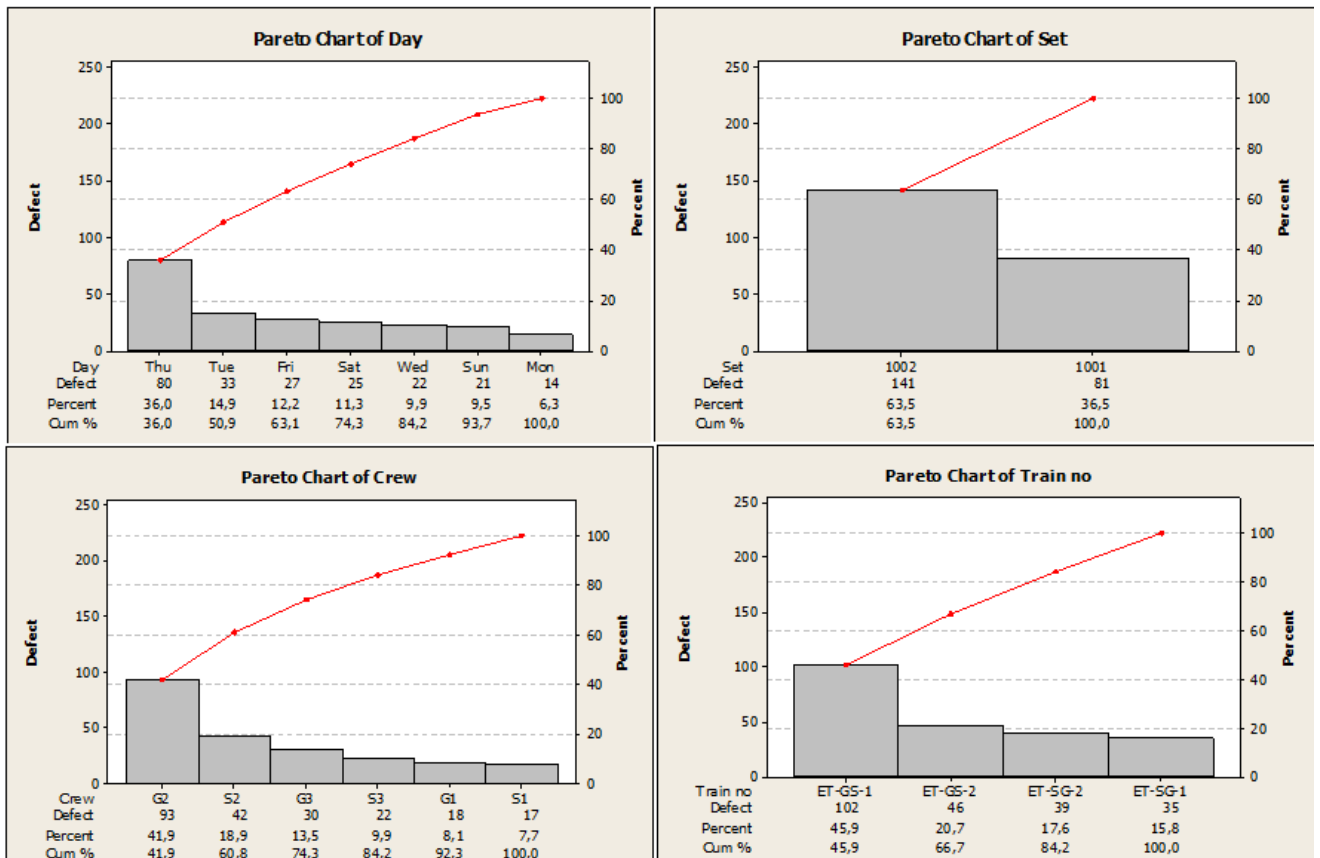 Pareto Chart of Day
250
200
150
100
50
0
Defect
100
80
60
40
20
0
Percent
Day Thu Tue Fri Sat Wed Sun Mon
Defect 80 33 27 25 22 21 14
Percent 36,0 14,9 12,2 11,3 9,9 9,5 6,3
Cum % 36,0 50,9 63,1 74,3 84,2 93,7 100,0
Pareto Chart of Set
250
200
150
100
50
0
Defect
100
80
60
40
20
0
Percent
Set 1002 1001
Defect 141 81
Percent 63,5 36,5
Cum % 63,5 100,0
Pareto Chart of Crew
250
200
150
100
50
0
Defect
100
80
60
40
20
0
Percent
Crew G2 S2 G3 S3 G1 S1
Defect 93 42 30 22 18 17
Percent 41,9 18,9 13,5 9,9 8,1 7,7
Cum % 41,9 60,8 74,3 84,2 92,3 100,0
Pareto Chart of Train no
250
200
150
100
50
0
Defect
100
80
60
40
20
0
Percent
Train no ET-GS-1 ET-GS-2 ET-SG-2 ET-SG-1
Defect 102 46 39 35
Percent 45,9 20,7 17,6 15,8
Cum % 45,9 66,7 84,2 100,0